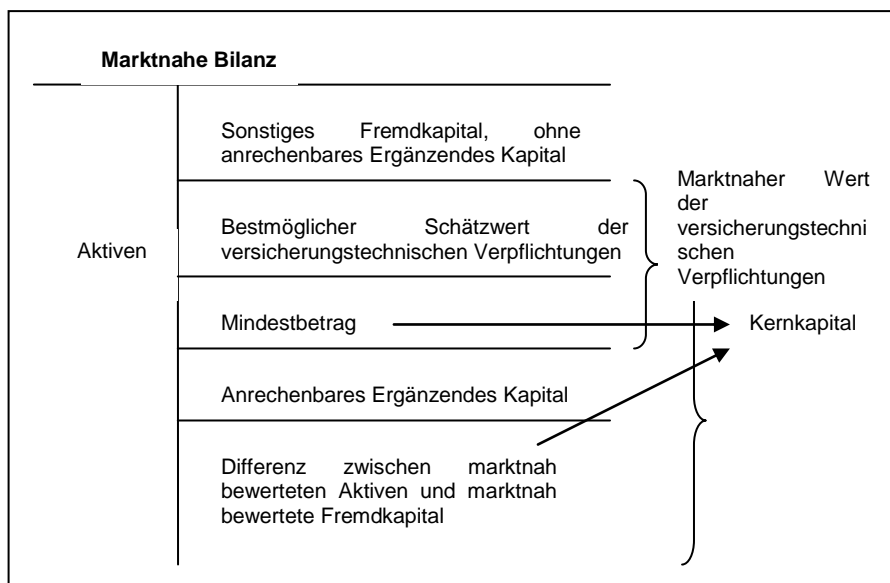 Marktnahe Bilanz
Sonstiges Fremdkapital, ohne
anrechenbares Ergänzendes Kapital
Marktnaher Wert
der
versicherungstechni
schen
Verpflichtungen
Aktiven
Bestmöglicher Schätzwert der
versicherungstechnischen Verpflichtungen
Mindestbetrag
Kernkapital
Anrechenbares Ergänzendes Kapital
Differenz zwischen marktnah
bewerteten Aktiven und marktnah
bewertete Fremdkapital